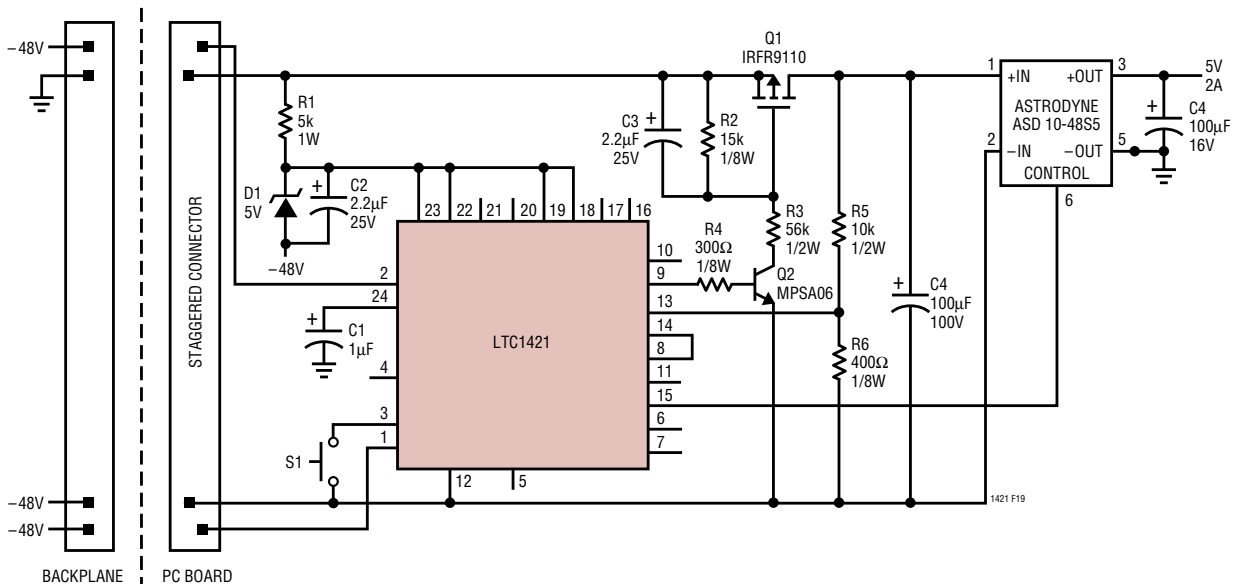 –48V
–48V
–48V
BACKPLANE
STAGGERED CONNECTOR
PC BOARD
R1
5k
1W
D1
5V
C2
2.2µF
25V
–48V
C1
1µF
S1
23
22
21
20
19
18
17
16
2
24
4
3
1
12
5
LTC1421
10
9
13
14
8
11
15
6
7
C3
2.2µF
25V
R2
15k
1/8W
Q1
IRFR9110
R3
56k
1/2W
R4
300Ω
1/8W
Q2
MPSA06
R5
10k
1/2W
R6
400Ω
1/8W
C4
100µF
100V
1
+IN
2
–IN
ASTRODYNE
ASD 10-48S5
CONTROL
+OUT
3
–OUT
5
6
5V
2A
C4
100µF
16V
+
+
+
+
+
1421 F19